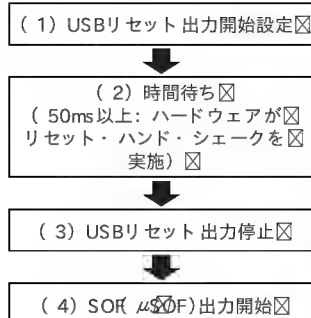 (1) USBリセット出力開始設定
(2) 時間待ち
(50ms以上: ハードウェアが
リセット・ハンド・シェークを
実施)
(3) USBリセット出力停止
(4) SOF(μSOF)出力開始